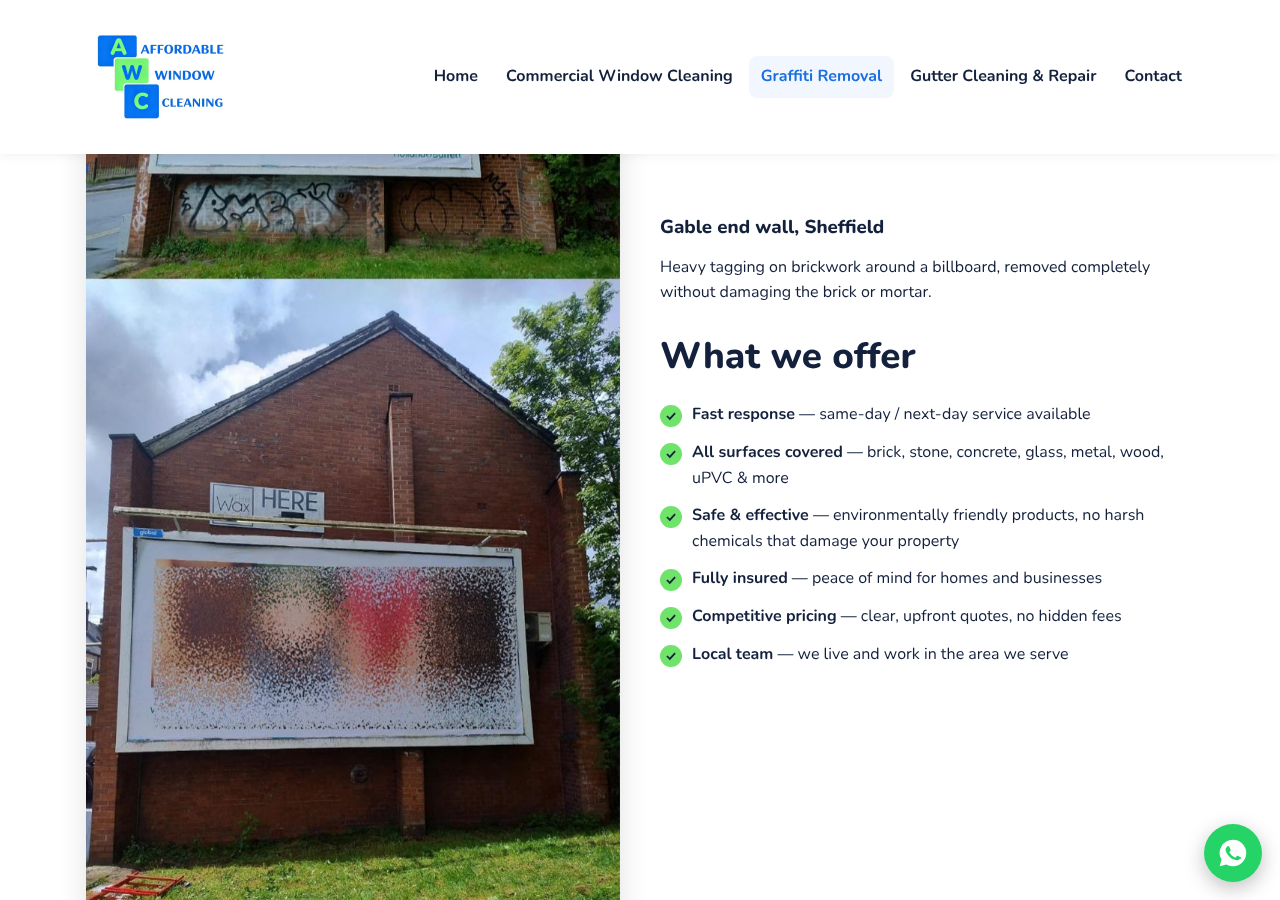 A AFFORDABLE
W WINDOW
C CLEANING
Home Commercial Window Cleaning Graffiti Removal Gutter Cleaning & Repair Contact
Gable end wall, Sheffield
Heavy tagging on brickwork around a billboard, removed completely
without damaging the brick or mortar.
What we offer
Fast response — same-day / next-day service available
All surfaces covered — brick, stone, concrete, glass, metal, wood,
uPVC & more
Safe & effective — environmentally friendly products, no harsh
chemicals that damage your property
Fully insured — peace of mind for homes and businesses
Competitive pricing — clear, upfront quotes, no hidden fees
Local team — we live and work in the area we serve
Wax HERE
global